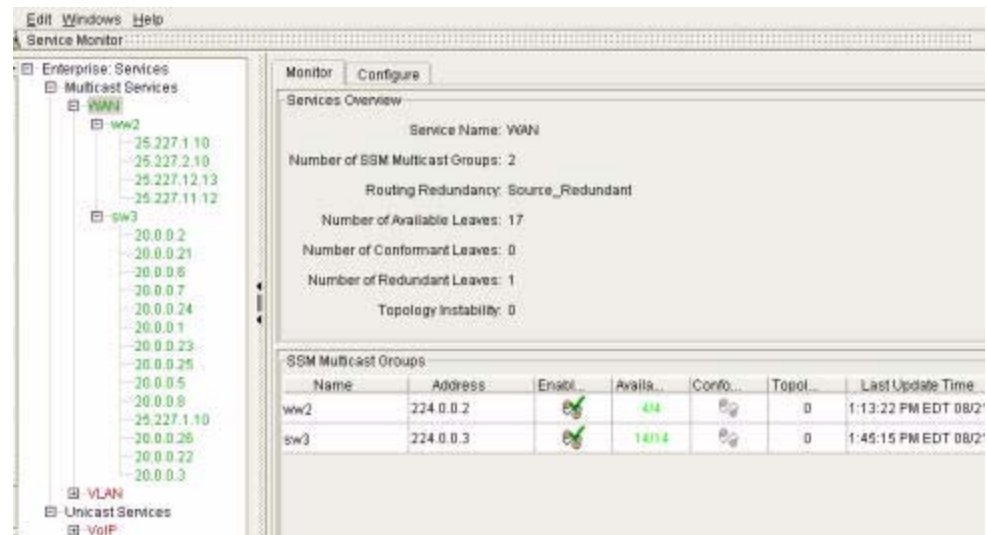 Edit Windows Help
Service Monitor
Enterprise: Services
Multicast Services
WAN
ww2
25.227.1.10
25.227.2.10
25.227.12.13
25.227.11.12
sw3
20.0.0.2
20.0.0.21
20.0.0.6
20.0.0.7
20.0.0.24
20.0.0.1
20.0.0.23
20.0.0.25
20.0.0.5
20.0.0.8
25.227.1.10
20.0.0.26
20.0.0.22
20.0.0.3
VLAN
Unicast Services
VoIP
Monitor Configure
Services Overview
Service Name: WAN
Number of SSM Multicast Groups: 2
Routing Redundancy: Source_Redundant
Number of Available Leaves: 17
Number of Conformant Leaves: 0
Number of Redundant Leaves: 1
Topology Instability: 0
SSM Multicast Groups
Name Address Enabl... Availa... Confo... Topol... Last Update Time
ww2 224.0.0.2 4/4 0 1:13:22 PM EDT 08/2
sw3 224.0.0.3 14/14 0 1:45:15 PM EDT 08/2